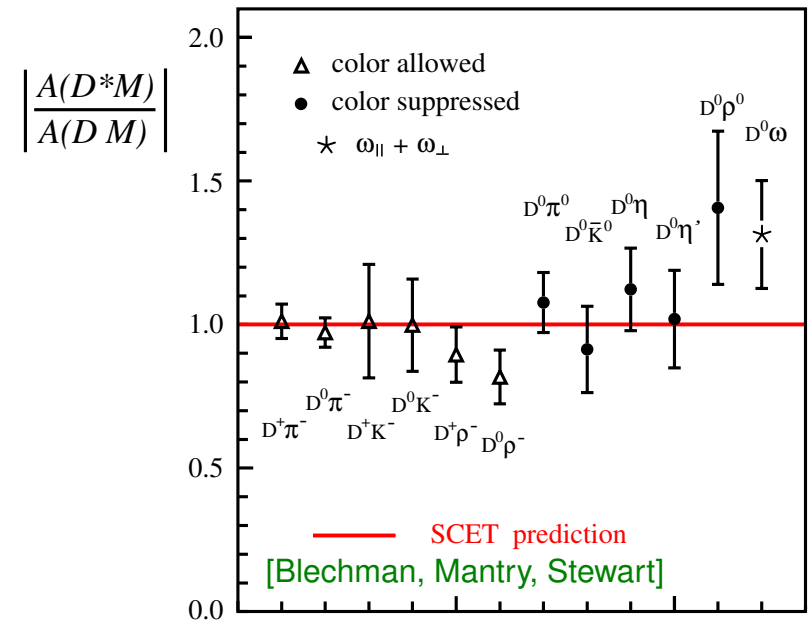 2.0
1.5
1.0
0.5
0.0
|A(D*M)|
|A(D M)|
△ color allowed
● color suppressed
☆ ω|| + ω⊥
D⁺π⁻
D⁰π⁻
D⁺K⁻
D⁰K⁻
D⁺ρ⁻
D⁰ρ⁻
D⁰π⁰
D⁰K̄⁰
D⁰η
D⁰η’
D⁰ρ⁰
D⁰ω
SCET prediction
[Blechman, Mantry, Stewart]